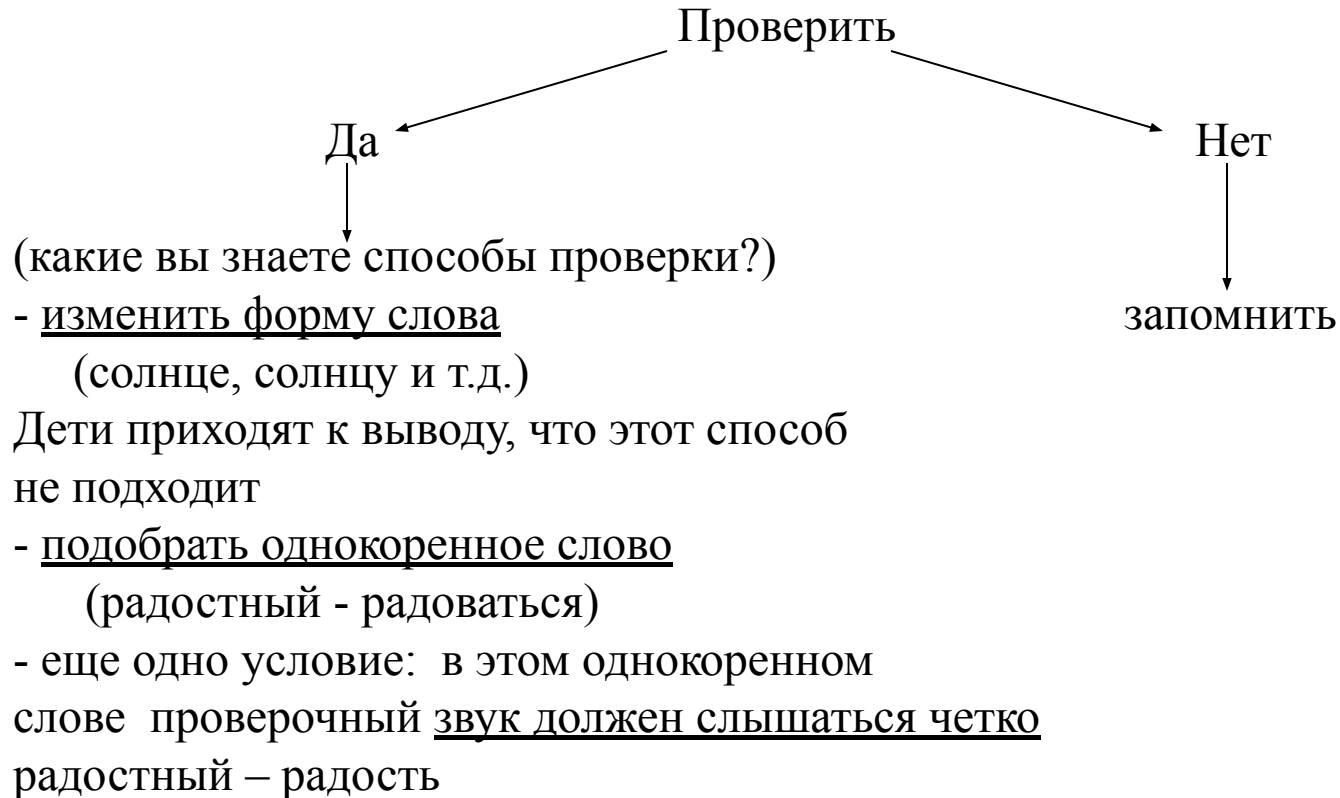 Проверить
Да
Нет
(какие вы знаете способы проверки?)
- изменить форму слова
запомнить
(солнце, солнцу и т.д.)
Дети приходят к выводу, что этот способ
не подходит
- подобрать однокоренное слово
(радостный - радоваться)
- еще одно условие: в этом однокоренном
слове проверочный звук должен слышаться четко
радостный – радость